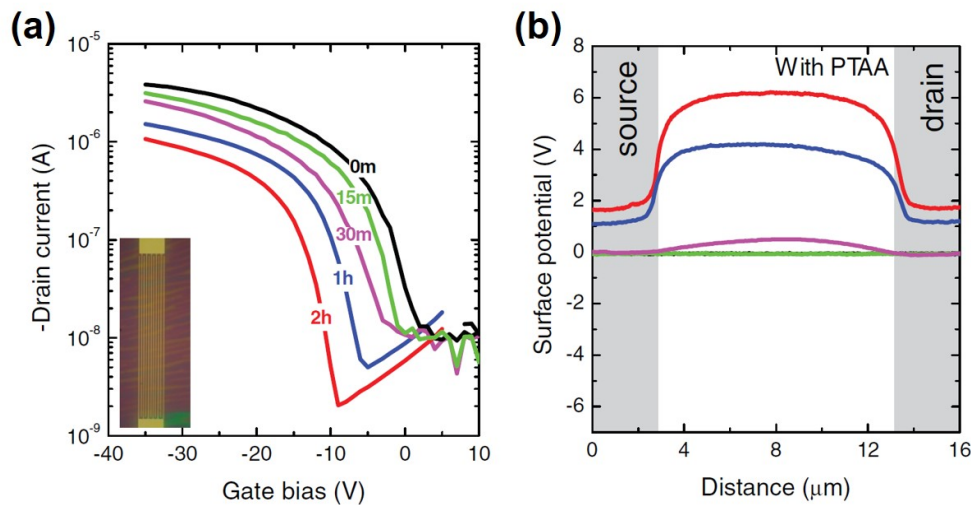 (a)
10-5
10-6
10-7
10-8
10-9
-Drain current (A)
0m
15m
30m
1h
2h
-40 -30 -20 -10 0 10
Gate bias (V)
(b)
8
6
4
2
0
-2
-4
-6
Surface potential (V)
source
With PTAA
drain
0 4 8 12 16
Distance (μm)